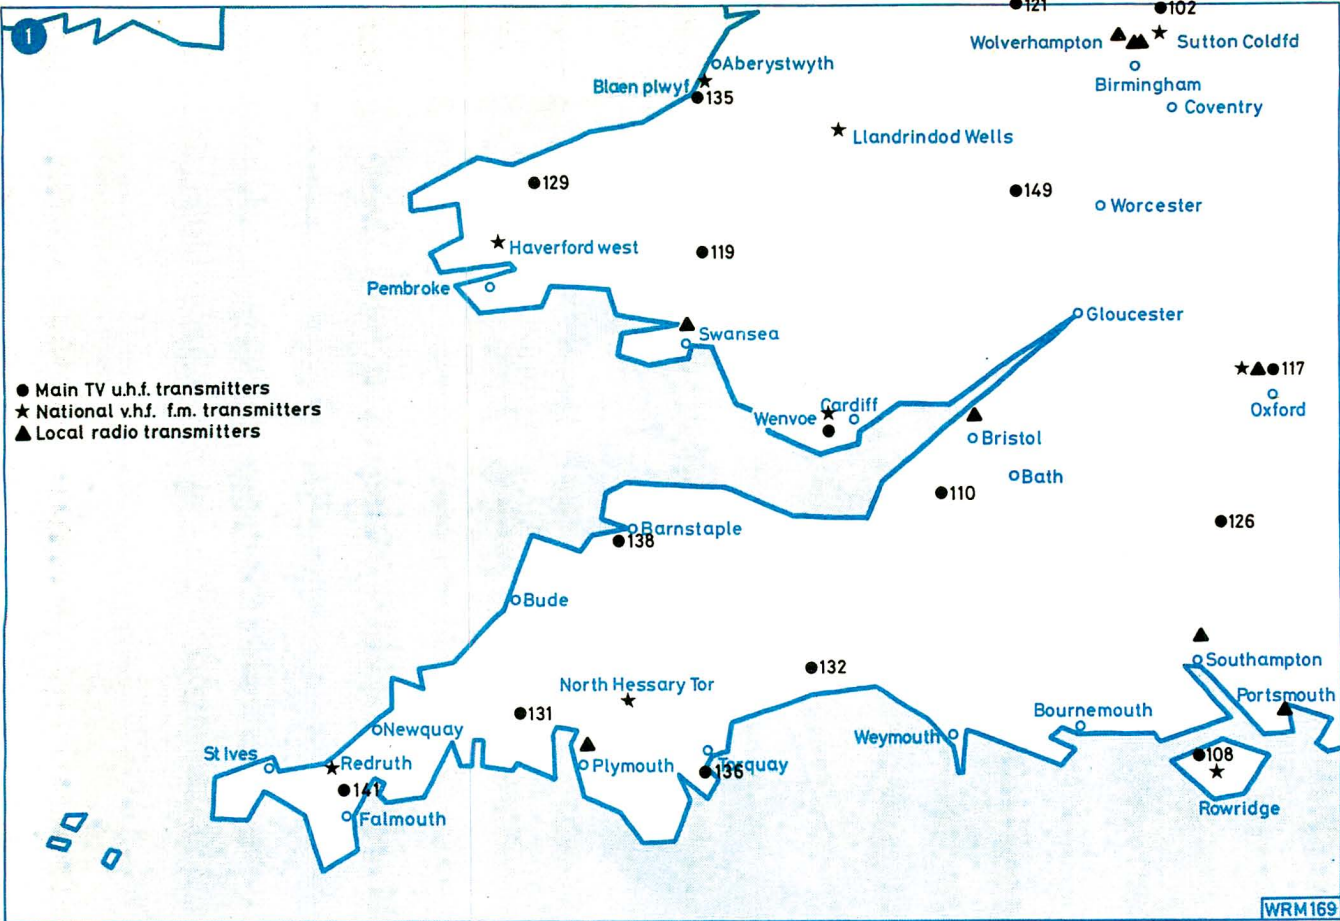 1
121
102
Wolverhampton
Sutton Coldfd
Aberystwyth
Birmingham
Blaen plwyf
135
Coventry
Llandrindod Wells
129
149
Worcester
Haverford west
119
Pembroke
Gloucester
Swansea
117
● Main TV u.h.f. transmitters
★ National v.h.f. f.m. transmitters
▲ Local radio transmitters
Cardiff
Wenvoe
Oxford
Bristol
Bath
110
126
Barnstaple
138
Bude
Southampton
132
North Hessary Tor
Portsmouth
131
Bournemouth
Newquay
Weymouth
St Ives
Redruth
Plymouth
Torquay
136
108
141
Rowridge
Falmouth
WRM169